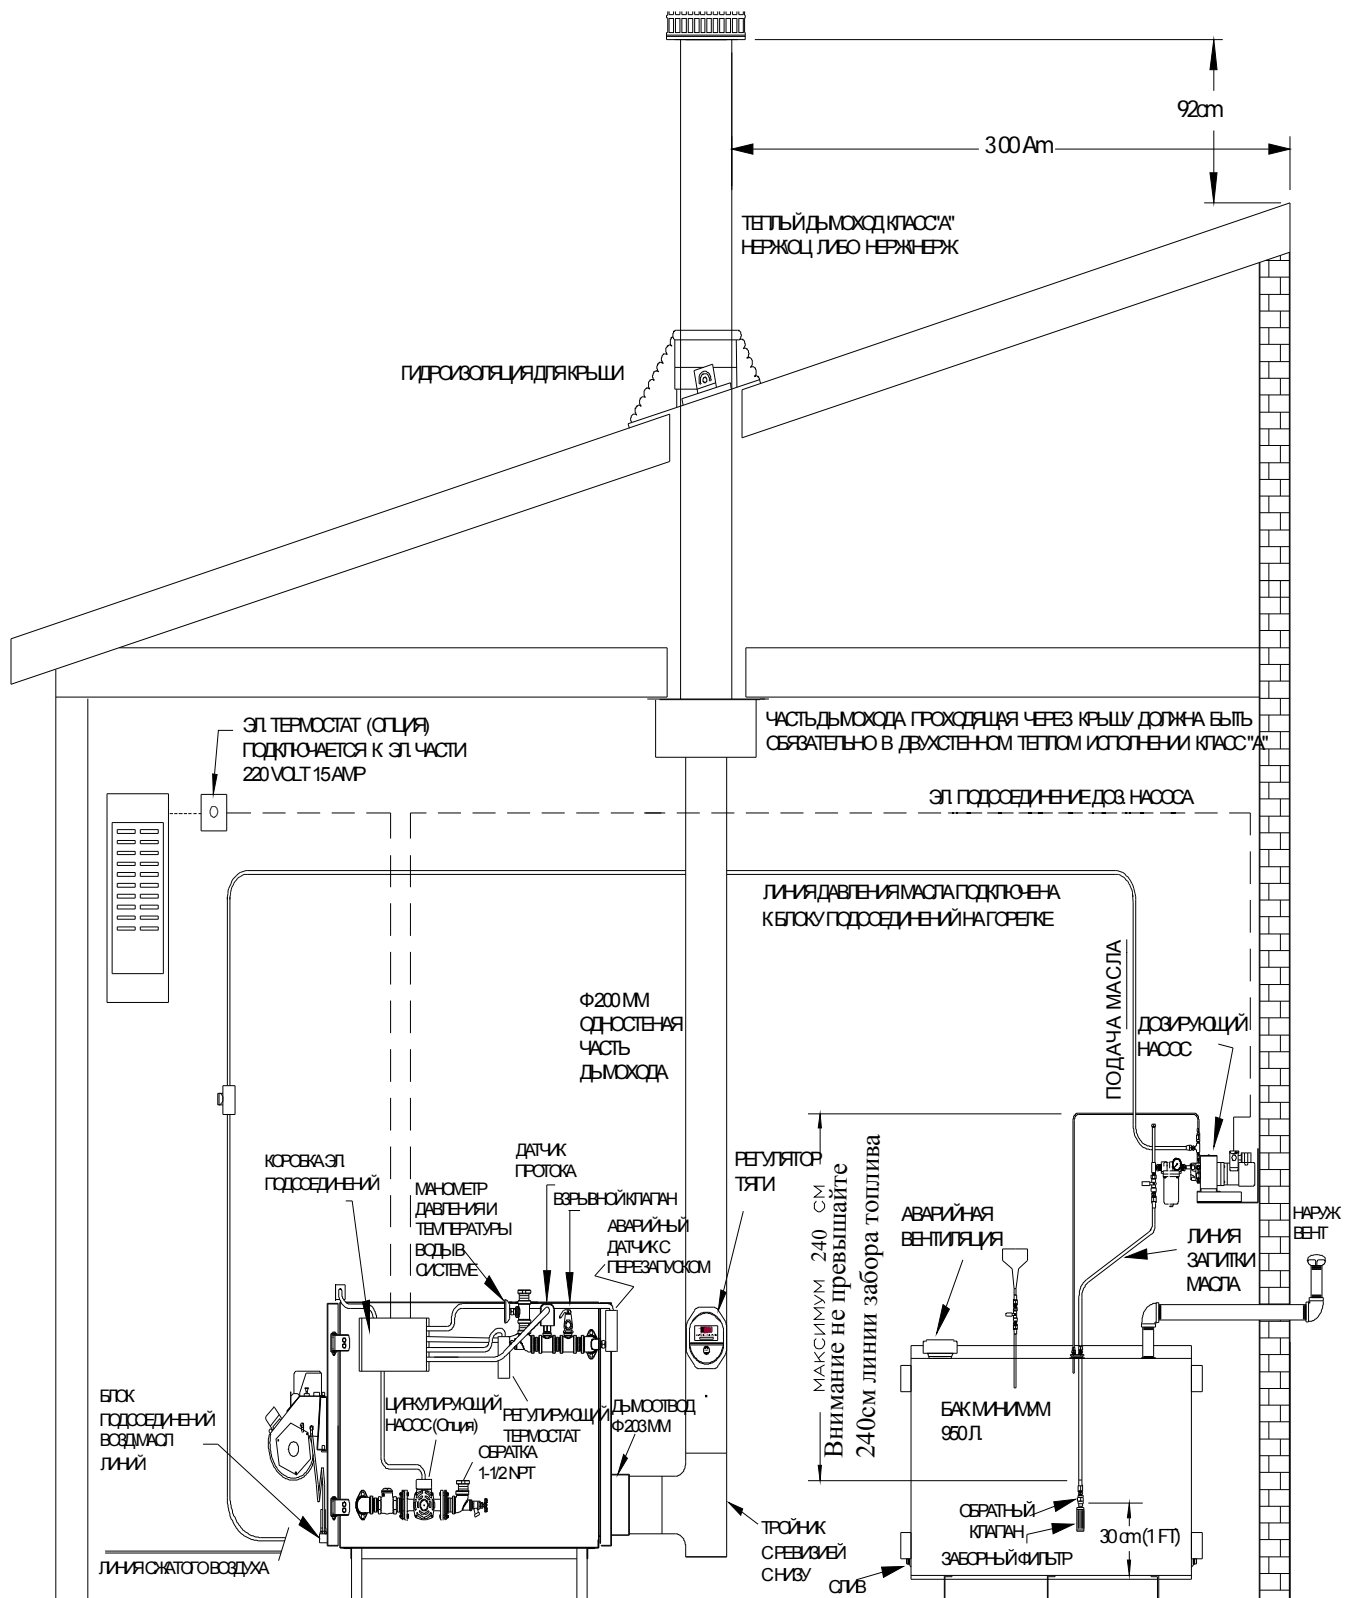 92cm
300 Am
ТЕПЛЫЙ ДЫМОХОД КЛАСС "А"
НЕРЖ\ОЦ, ЛИБО НЕРЖ\НЕРЖ
ГИДРОИЗОЛЯЦИЯ ДЛЯ КРЫШИ
ЭЛ. ТЕРМОСТАТ (ОПЦИЯ)
ПОДКЛЮЧАЕТСЯ К ЭЛ. ЧАСТИ
220 VOLT 15 AMP
ЧАСТЬ ДЫМОХОДА ПРОХОДЯЩАЯ ЧЕРЕЗ КРЫШУ ДОЛЖНА БЫТЬ
ОБЯЗАТЕЛЬНО В ДВУХСТЕННОМ ТЕПЛОМ ИСПОЛНЕНИИ КЛАСС "А"
ЭЛ. ПОДСОЕДИНЕНИЕ ДОЗ. НАСОСА
ЛИНИЯ ДАВЛЕНИЯ МАСЛА ПОДКЛЮЧЕНА
К БЛОКУ ПОДСОЕДИНЕНИЙ НА ГОРЕЛКЕ
ПОДАЧА МАСЛА
Ф200 ММ
ОДНОСТЕНАЯ
ЧАСТЬ
ДЫМОХОДА
ДОЗИРУЮЩИЙ
НАСОС
КОРОБКА ЭЛ.
ПОДСОЕДИНЕНИЙ
МАНОМЕТР
ДАВЛЕНИЯ И
ТЕМПЕРАТУРЫ
ВОДЫ В
СИСТЕМЕ
ДАТЧИК
ПРОТОКА
ВЗРЫВНОЙ КЛАПАН
АВАРИЙНЫЙ
ДАТЧИК С
ПЕРЕЗАПУСКОМ
РЕГУЛЯТОР
ТЯГИ
МАКСИМУМ 240 СМ
Внимание не превышайте
240см линии забора топлива
АВАРИЙНАЯ
ВЕНТИЛЯЦИЯ
ЛИНИЯ
ЗАПИТКИ
МАСЛА
НАРУЖ
ВЕНТ
БЛОК
ПОДСОЕДИНЕНИЙ
ВОЗД\МАСЛ
ЛИНИЙ
ЦИРКУЛИРУЮЩИЙ
НАСОС (Опция)
РЕГУЛИРУЮЩИЙ
ТЕРМОСТАТ
ОБРАТКА
1-1/2 NPT
ДЫМООТВОД
Ф203 ММ
БАК МИНИМУМ
950 Л.
ОБРАТНЫЙ
КЛАПАН
ЗАБОРНЫЙ ФИЛЬТР
30 cm (1 FT)
ТРОЙНИК
С РЕВИЗИЕЙ
СНИЗУ
СЛИВ
ЛИНИЯ СЖАТОГО ВОЗДУХА